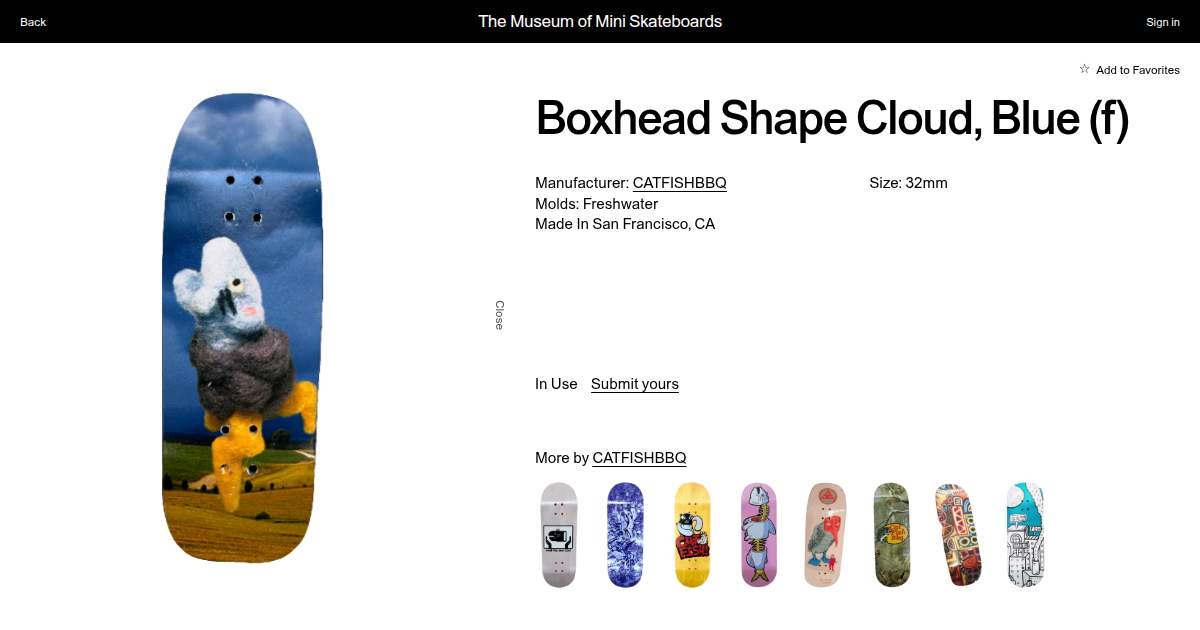 Back
The Museum of Mini Skateboards
Sign in
☆ Add to Favorites
Boxhead Shape Cloud, Blue (f)
Manufacturer: CATFISHBBQ
Size: 32mm
Molds: Freshwater
Made In San Francisco, CA
Close
In Use Submit yours
More by CATFISHBBQ